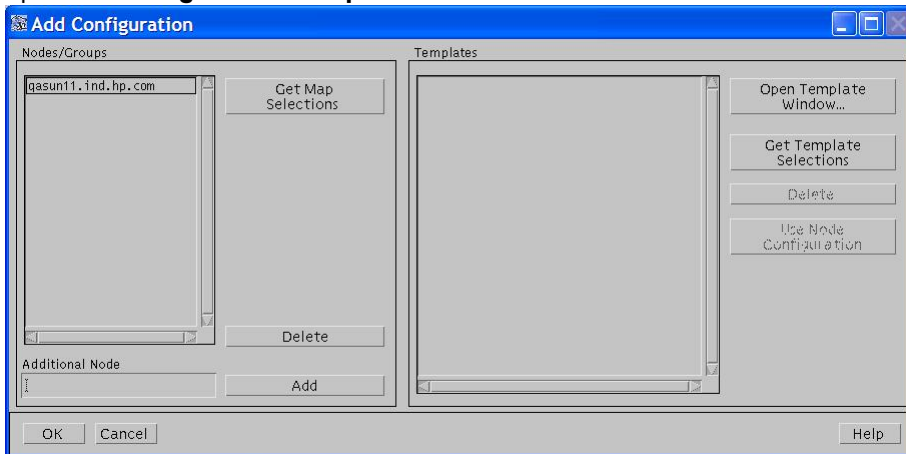 Add Configuration
Nodes/Groups
Templates
qasun11.ind.hp.com
Get Map
Selections
Open Template
Window...
Get Template
Selections
Delete
Use Node
Configuration
Delete
Additional Node
Add
OK
Cancel
Help